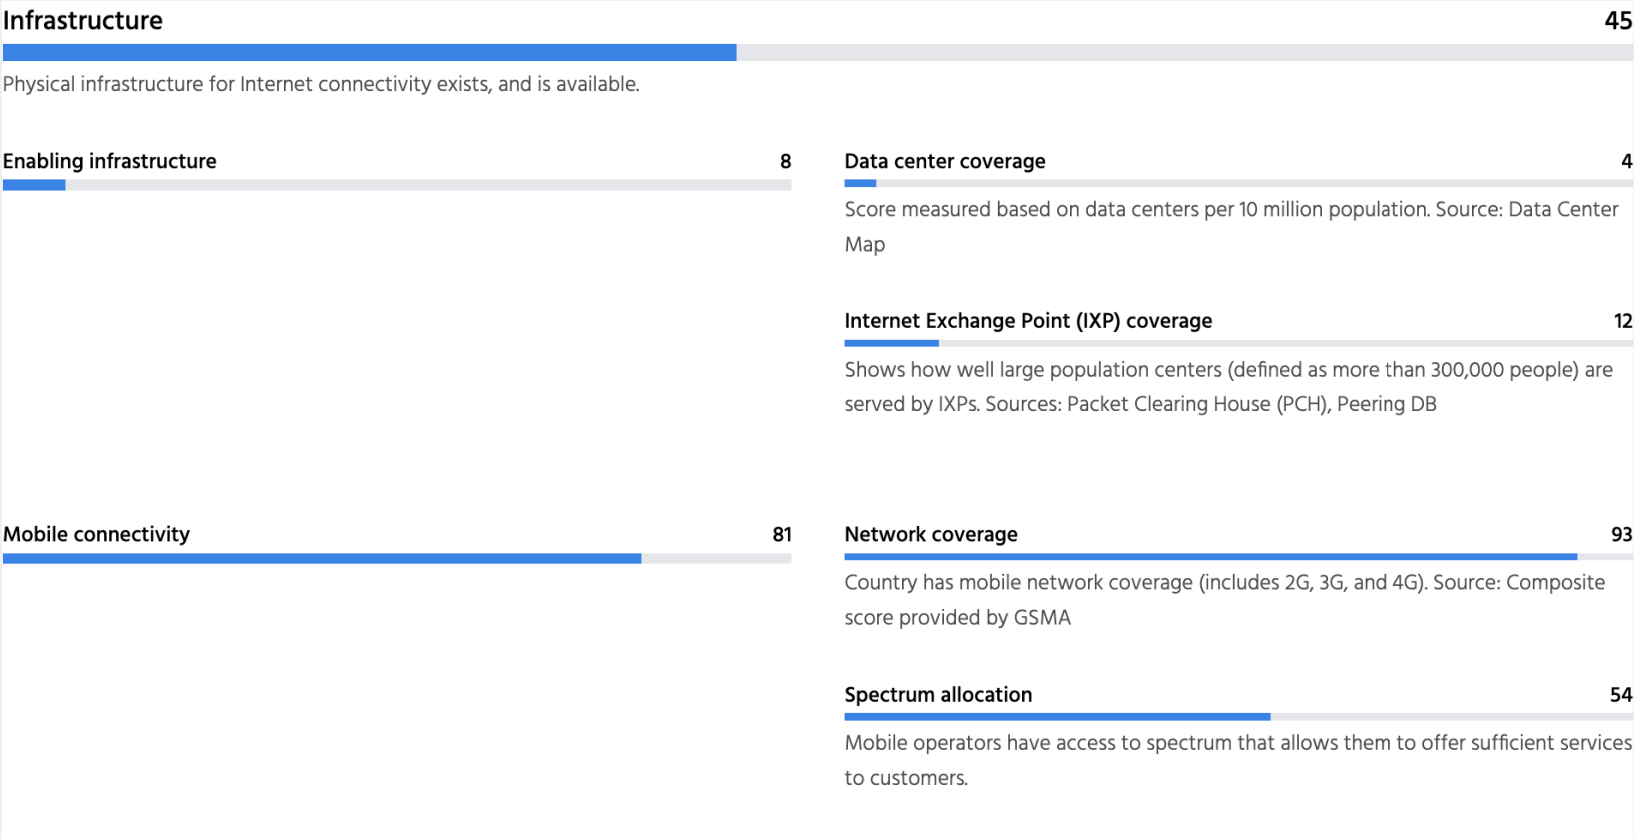 Infrastructure 45
Physical infrastructure for Internet connectivity exists, and is available.
Enabling infrastructure 8
Data center coverage 4
Score measured based on data centers per 10 million population. Source: Data Center
Map
Internet Exchange Point (IXP) coverage 12
Shows how well large population centers (defined as more than 300,000 people) are
served by IXPs. Sources: Packet Clearing House (PCH), Peering DB
Mobile connectivity 81
Network coverage 93
Country has mobile network coverage (includes 2G, 3G, and 4G). Source: Composite
score provided by GSMA
Spectrum allocation 54
Mobile operators have access to spectrum that allows them to offer sufficient services
to customers.